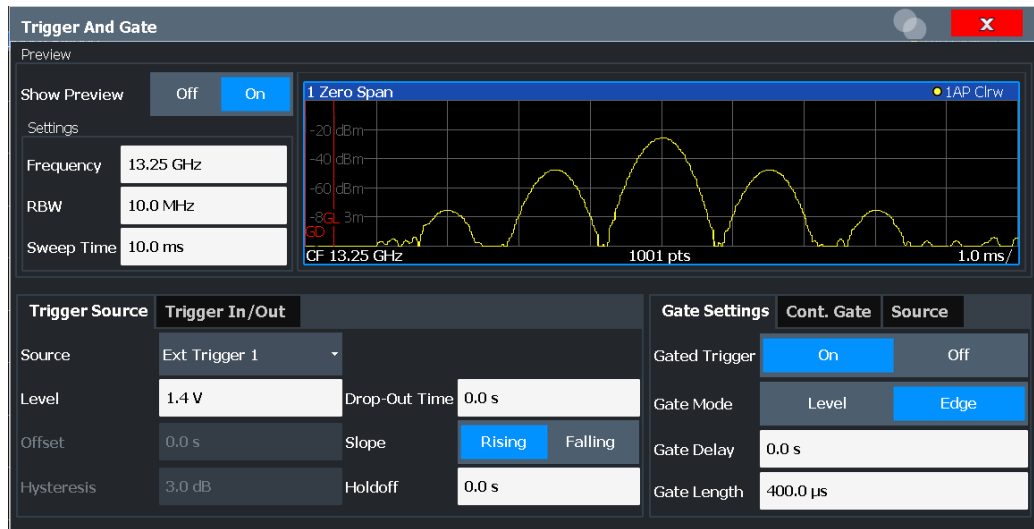 Trigger And Gate X
Preview
Show Preview Off On
1 Zero Span 1AP Clrw
-20 dBm
Settings
-40 dBm
Frequency 13.25 GHz
-60 dBm
RBW 10.0 MHz
GL
GD
Sweep Time 10.0 ms
CF 13.25 GHz 1001 pts 1.0 ms/
Trigger Source Trigger In/Out
Source Ext Trigger 1
Level 1.4 V Drop-Out Time 0.0 s
Offset 0.0 s Slope Rising Falling
Hysteresis 3.0 dB Holdoff 0.0 s
Gate Settings Cont. Gate Source
Gated Trigger On Off
Gate Mode Level Edge
Gate Delay 0.0 s
Gate Length 400.0 µs